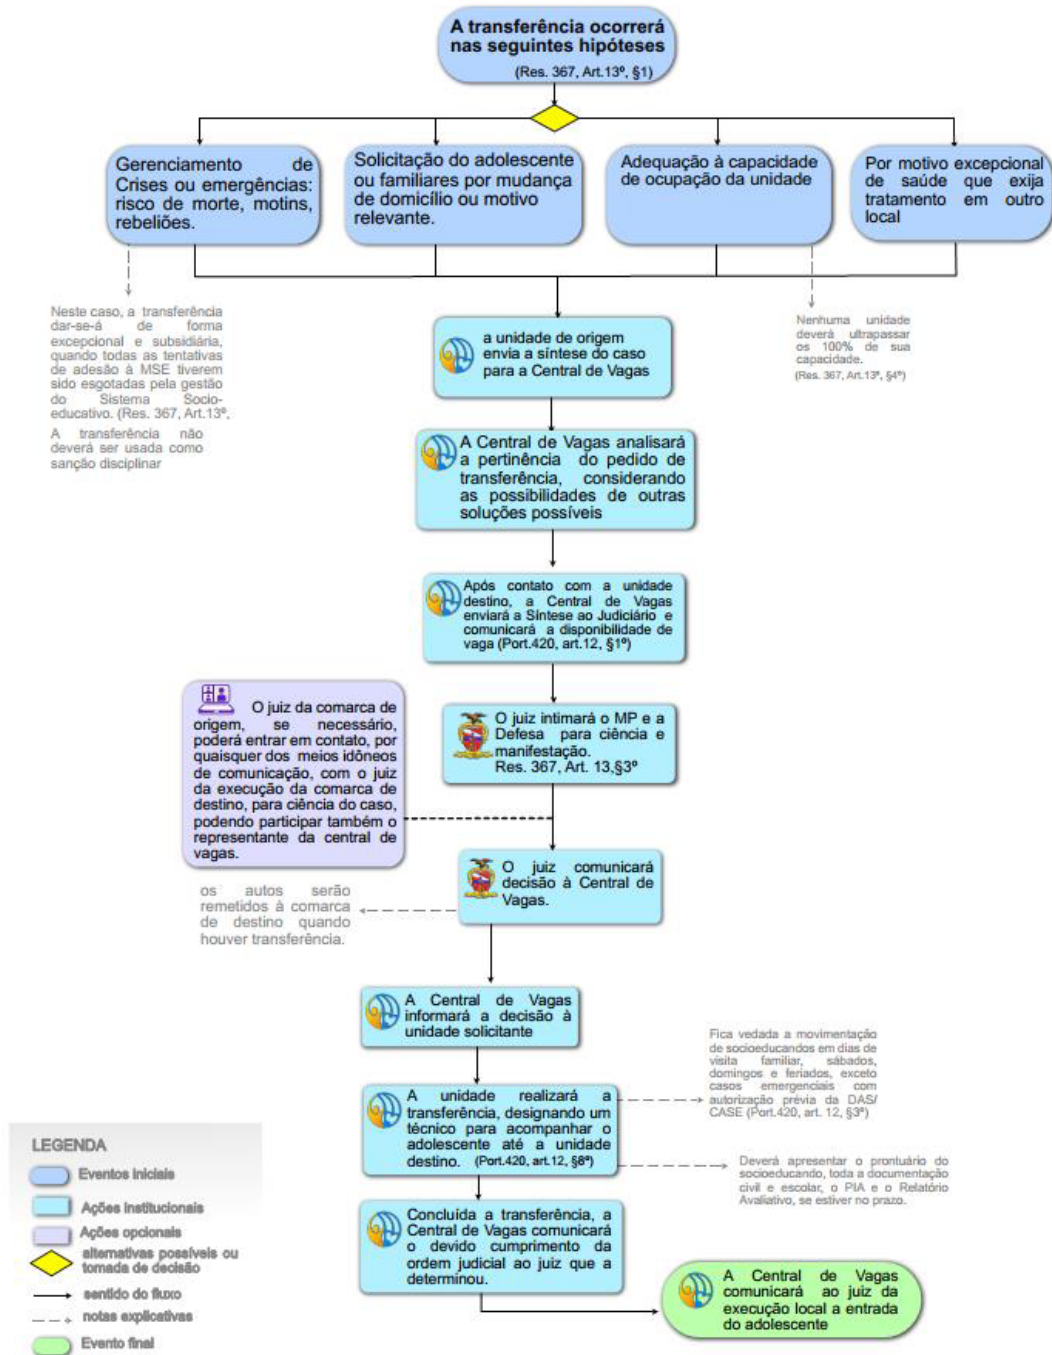 A transferência ocorrerá
nas seguintes hipóteses
(Res. 367, Art.13º, §1)
Gerenciamento de
Crises ou emergências:
risco de morte, motins,
rebeliões.
Solicitação do adolescente
ou familiares por mudança
de domicílio ou motivo
relevante.
Adequação à capacidade
de ocupação da unidade
Por motivo excepcional
de saúde que exija
tratamento em outro
local
Neste caso, a transferência
dar-se-á de forma
excepcional e subsidiária,
quando todas as tentativas
de adesão à MSE tiverem
sido esgotadas pela gestão
do Sistema Socio-
educativo. (Res. 367, Art.13º,
A transferência não
deverá ser usada como
sanção disciplinar
Nenhuma unidade
deverá ultrapassar
os 100% de sua
capacidade.
(Res. 367, Art.13º, §4º)
a unidade de origem
envia a síntese do caso
para a Central de Vagas
A Central de Vagas analisará
a pertinência do pedido de
transferência, considerando
as possibilidades de outras
soluções possíveis
Após contato com a unidade
destino, a Central de Vagas
enviará a Síntese ao Judiciário e
comunicará a disponibilidade de
vaga (Port.420, art.12, §1º)
O juiz da comarca de
origem, se necessário,
poderá entrar em contato, por
quaisquer dos meios idôneos
de comunicação, com o juiz
da execução da comarca de
destino, para ciência do caso,
podendo participar também o
representante da central de
vagas.
O juiz intimará o MP e a
Defesa para ciência e
manifestação.
Res. 367, Art. 13,§3º
O juiz comunicará
decisão à Central de
Vagas.
os autos serão
remetidos à comarca
de destino quando
houver transferência.
A Central de Vagas
informará a decisão à
unidade solicitante
Fica vedada a movimentação
de socioeducandos em dias de
visita familiar, sábados,
domingos e feriados, exceto
casos emergenciais com
autorização prévia da DAS/
CASE (Port.420, art. 12, §3º)
A unidade realizará a
transferência, designando um
técnico para acompanhar o
adolescente até a unidade
destino. (Port.420, art.12, §8º)
Deverá apresentar o prontuário do
socioeducando, toda a documentação
civil e escolar, o PIA e o Relatório
Avaliativo, se estiver no prazo.
Concluída a transferência, a
Central de Vagas comunicará
o devido cumprimento da
ordem judicial ao juiz que a
determinou.
A Central de Vagas
comunicará ao juiz da
execução local a entrada
do adolescente
LEGENDA
Eventos iniciais
Ações institucionais
Ações opcionais
alternativas possíveis ou
tomada de decisão
sentido do fluxo
notas explicativas
Evento final